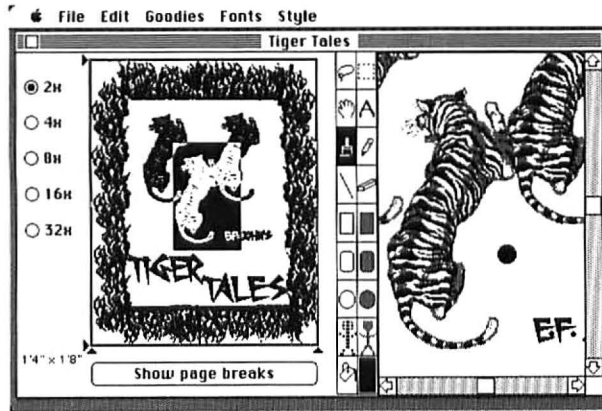 File Edit Goodies Fonts Style
Tiger Tales
2x
4x
8x
16x
32x
A
TIGER
TALES
E.F.
1'4" x 1'8"
Show page breaks